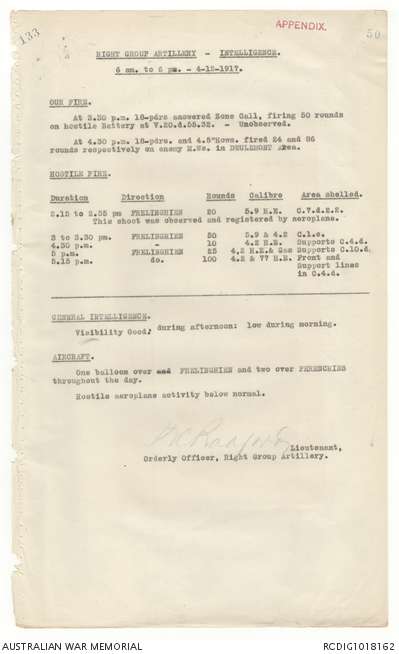 133
APPENDIX.
50
RIGHT GROUP ARTILLERY - INTELLIGENCE.
6 am. to 6 pm. - 4-12-1917.
OUR FIRE.
At 3.30 p.m. 18-pdrs answered Zone Call, firing 50 rounds
on hostile Battery at V.20.d.55.32. - Unobserved.
At 4.30 p.m. 18-pdrs. and 4.5"Hows. fired 24 and 86
rounds respectively on enemy M.Ws. in DEULEMONT Area.
HOSTILE FIRE.
Duration Direction Rounds Calibre Area shelled.
2.15 to 2.55 pm FRELINGHIEN 20 5.9 H.E. C.7.d.2.2.
This shoot was observed and registered by aeroplane.
3 to 3.30 pm. FRELINGHIEN 50 5.9 & 4.2 C.1.c.
4.30 p.m. - 10 4.2 H.E. Supports C.4.d.
5 p.m. FRELINGHIEN 25 4.2 H.E.& Gas Supports C.10.d.
5.15 p.m. do. 100 4.2 & 77 H.E. Front and
Support lines
in C.4.d.
GENERAL INTELLIGENCE.
Visibility Good, during afternoon: low during morning.
AIRCRAFT.
One balloon over and FRELINGHIEN and two over PERENCHIES
throughout the day.
Hostile aeroplane activity below normal.
Lieutenant,
Orderly Officer, Right Group Artillery.
AUSTRALIAN WAR MEMORIAL
RCDIG1018162